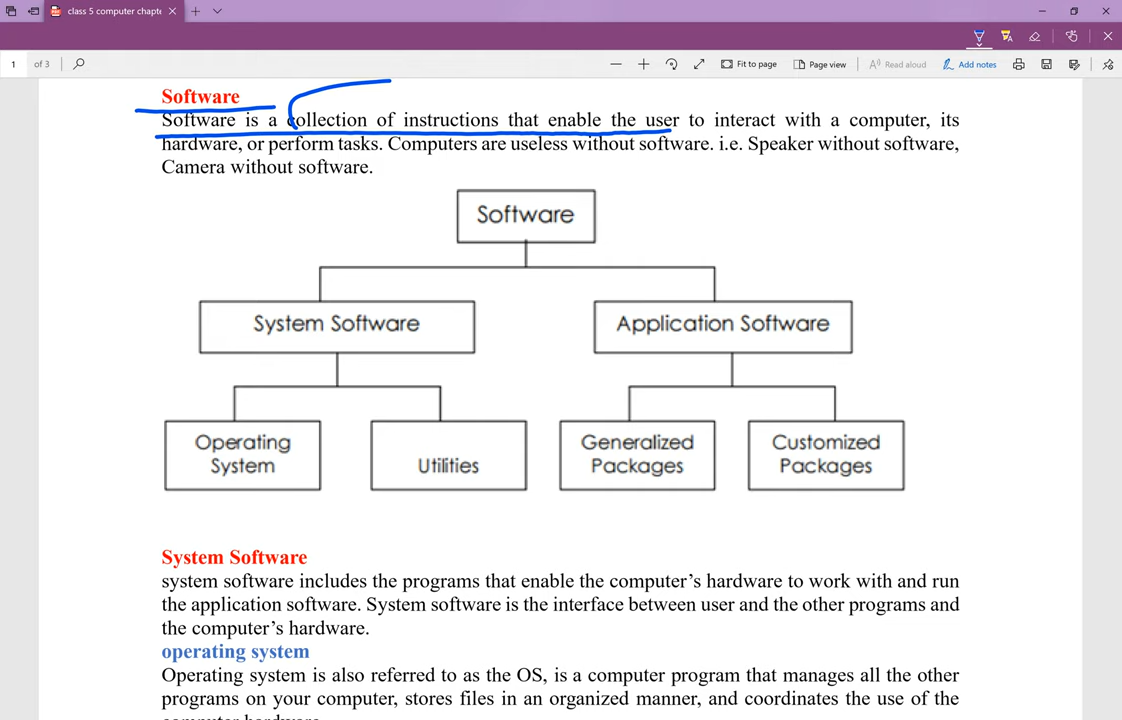 class 5 computer chapt
1 of 3
Fit to page
Page view
Read aloud
Add notes
Software
Software is a collection of instructions that enable the user to interact with a computer, its
hardware, or perform tasks. Computers are useless without software. i.e. Speaker without software,
Camera without software.
Software
System Software
Application Software
Operating
System
Utilities
Generalized
Packages
Customized
Packages
System Software
system software includes the programs that enable the computer’s hardware to work with and run
the application software. System software is the interface between user and the other programs and
the computer’s hardware.
operating system
Operating system is also referred to as the OS, is a computer program that manages all the other
programs on your computer, stores files in an organized manner, and coordinates the use of the
computer hardware